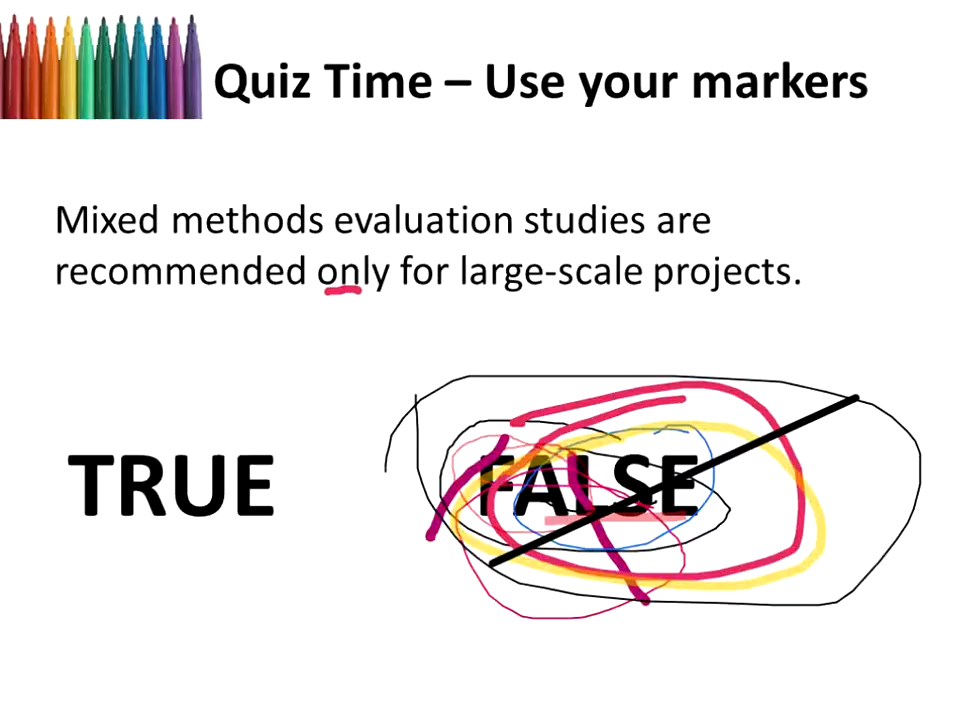 Quiz Time – Use your markers
Mixed methods evaluation studies are
recommended only for large-scale projects.
TRUE FALSE